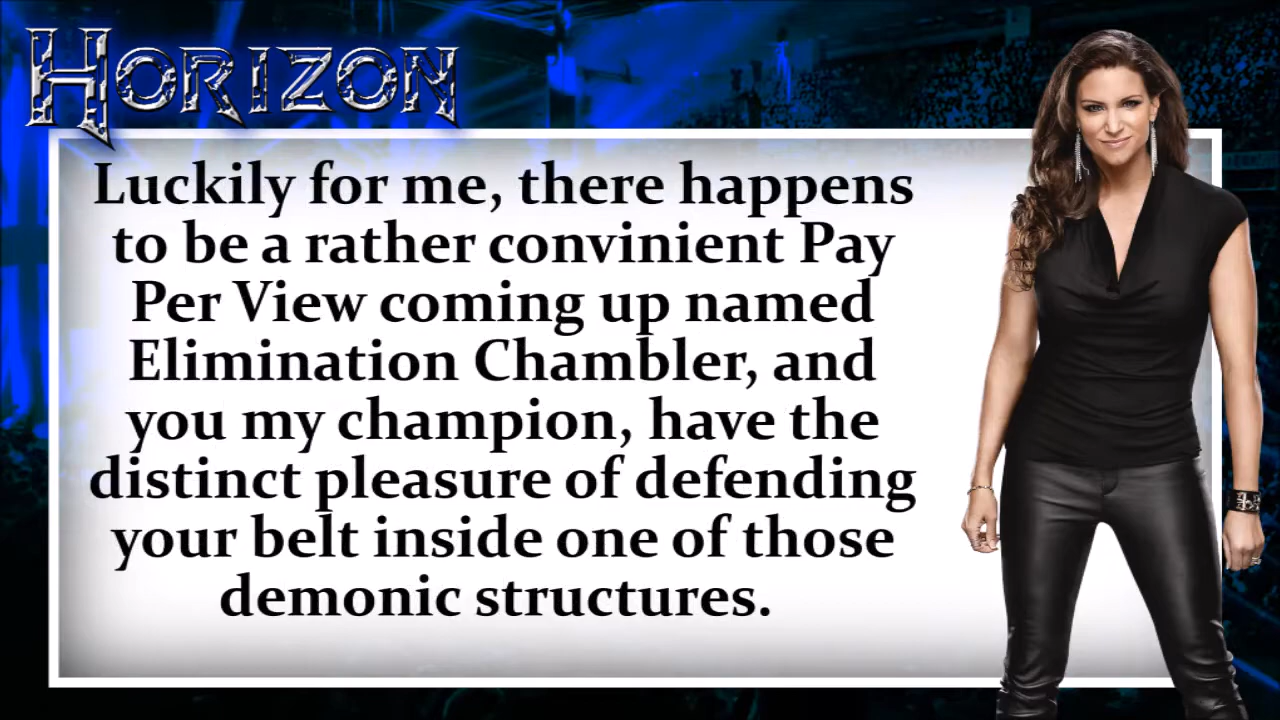 HORIZON
Luckily for me, there happens
to be a rather convinient Pay
Per View coming up named
Elimination Chambler, and
you my champion, have the
distinct pleasure of defending
your belt inside one of those
demonic structures.